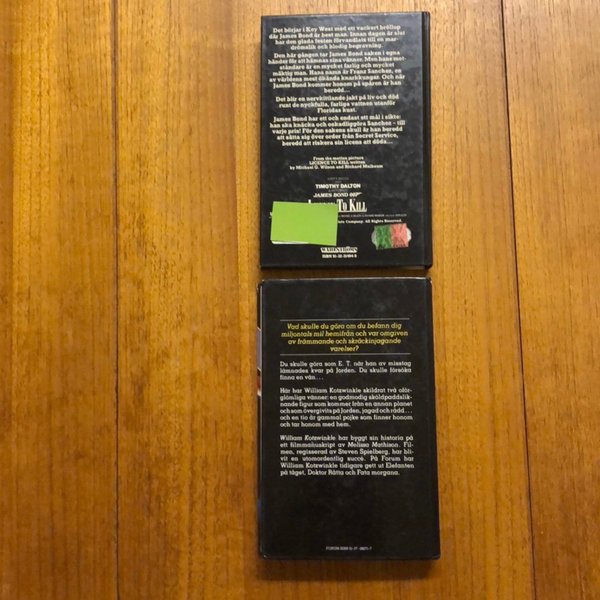 Det börjar i Key West med ett vackert bröllop
där James Bond är best man. Innan dagen är slut
har den glada festen förvandlats till en mar-
drömslik och blodig begravning.
Den här gången tar James Bond saken i egna
händer för att hämnas sina vänner. Men hans mot-
ståndare är en mycket farlig och mycket
mäktig man. Hans namn är Franz Sanchez, en
av världens mest ökända knarkkungar. Och när
James Bond kommer honom på spåren är han
beredd...
Det blir en nervkittlande jakt på liv och död
runt de nyckfulla, farliga vattnen utanför
Floridas kust.
James Bond har ett och endast ett mål i sikte:
han ska knäcka och oskadliggöra Sanchez - till
varje pris! För den sakens skull är han beredd
att sätta sig över order från Secret Service,
beredd att riskera sin licens att döda...
From the motion picture
LICENCE TO KILL written
by Michael G. Wilson and Richard Maibaum
TIMOTHY DALTON
JAMES BOND 007
To KILL
Company. All Rights Reserved.
Reserved.
WAHLSTRÖMS
Vad skulle du göra om du befann dig
miljontals mil hemifrån och var omgiven
av främmande och skräckinjagande
varelser?
Du skulle göra som E. T. när han av misstag
lämnades kvar på Jorden. Du skulle försöka
finna en vän...
Här har William Kotzwinkle skildrat två oför-
glömliga vänner: en godmodig sköldpaddslik-
nande figur som kommer från en annan planet
och som övergivits på Jorden, jagad och rädd...
och en tio år gammal pojke som finner honom
och tar honom med hem.
William Kotzwinkle har byggt sin historia på
ett filmmanuskript av Melissa Mathison. Fil-
men, regisserad av Steven Spielberg, har bli-
vit en utomordentlig succé. På Forum har
William Kotzwinkle tidigare gett ut Elefanten
på tåget, Doktor Råtta och Fata morgana.